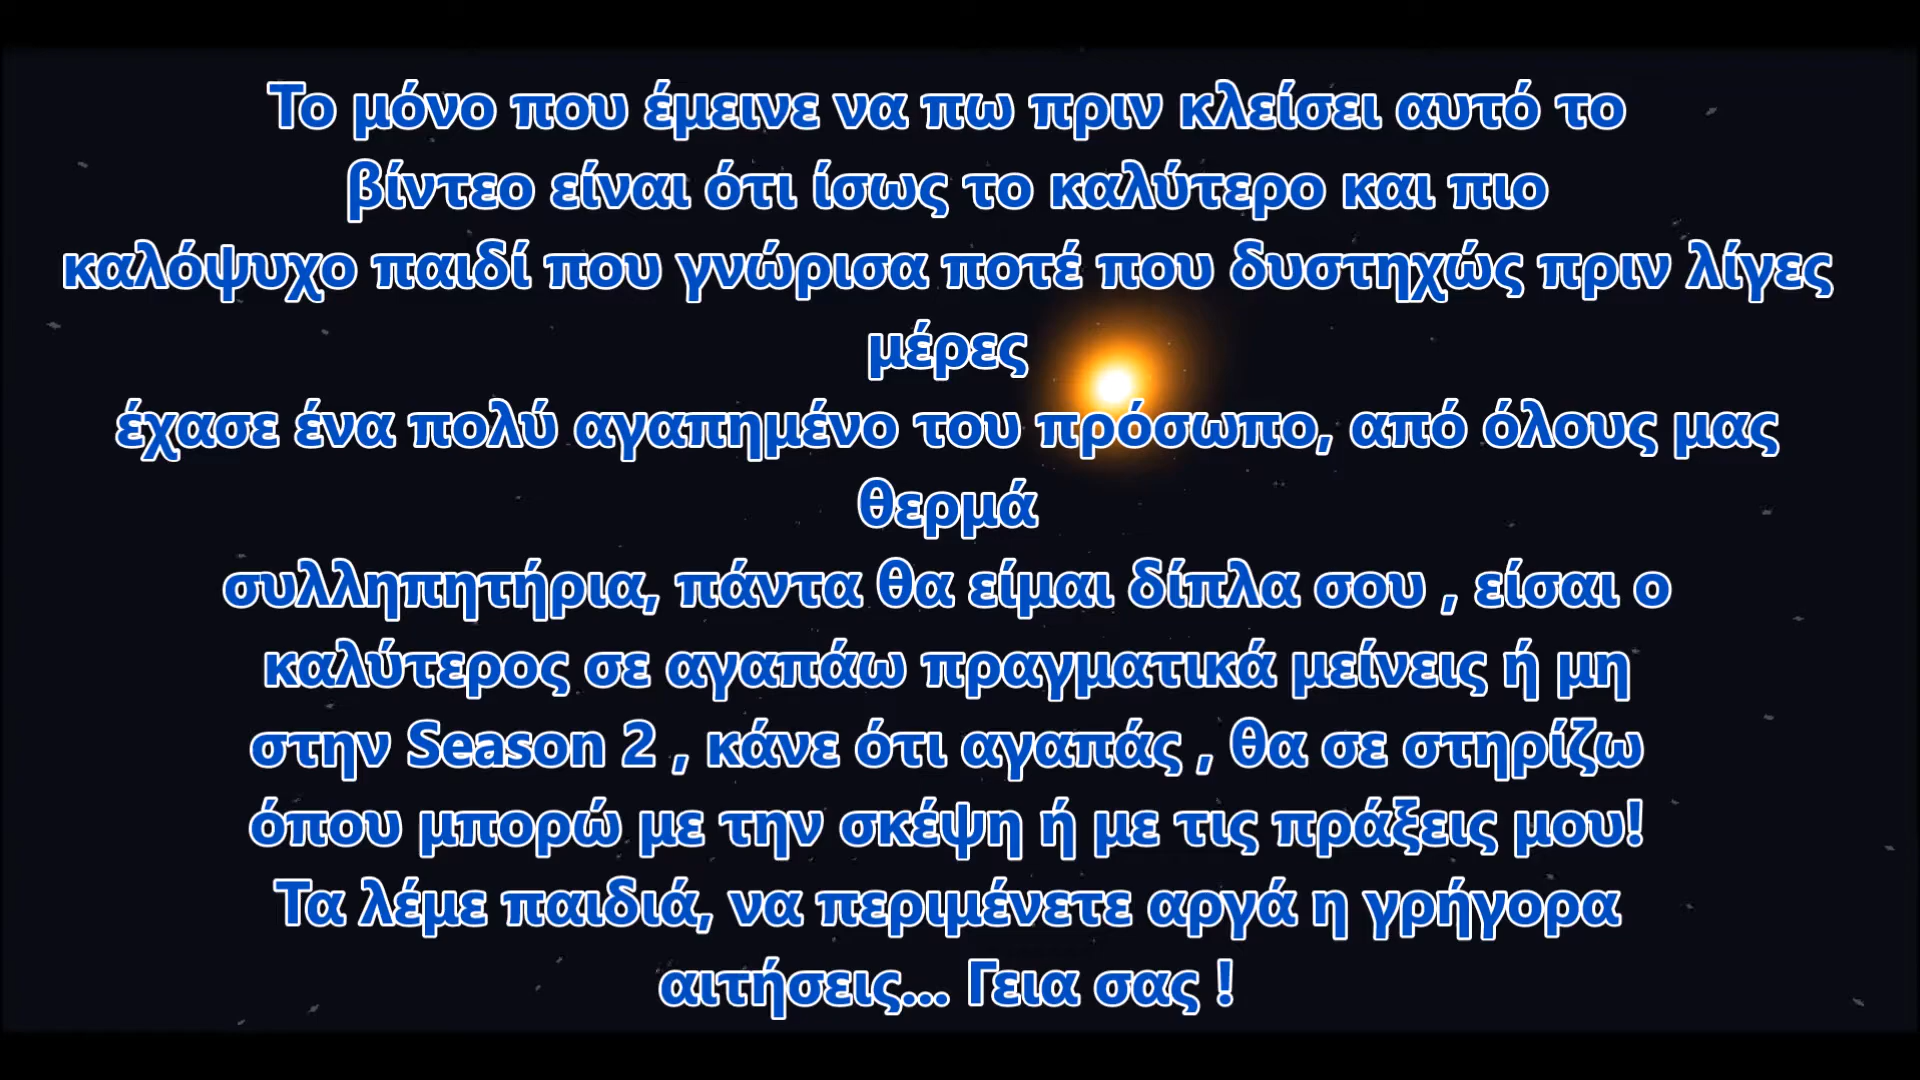 Το μόνο που έμεινε να πω πριν κλείσει αυτό το
βίντεο είναι ότι ίσως το καλύτερο και πιο
καλόψυχο παιδί που γνώρισα ποτέ που δυστηχώς πριν λίγες
μέρες
έχασε ένα πολύ αγαπημένο του πρόσωπο, από όλους μας
θερμά
συλληπητήρια, πάντα θα είμαι δίπλα σου , είσαι ο
καλύτερος σε αγαπάω πραγματικά μείνεις ή μη
στην Season 2 , κάνε ότι αγαπάς , θα σε στηρίζω
όπου μπορώ με την σκέψη ή με τις πράξεις μου!
Τα λέμε παιδιά, να περιμένετε αργά η γρήγορα
αιτήσεις... Γεια σας !